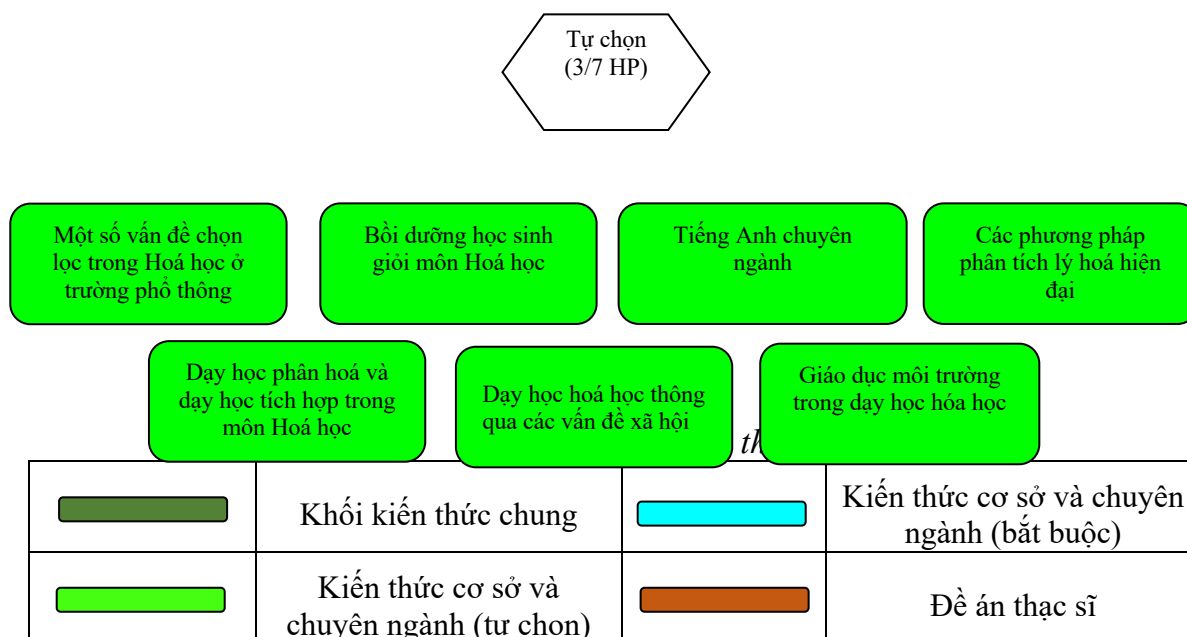 Tự chọn
(3/7 HP)
Một số vấn đề chọn
lọc trong Hoá học ở
trường phổ thông
Bồi dưỡng học sinh
giỏi môn Hoá học
Tiếng Anh chuyên
ngành
Các phương pháp
phân tích lý hoá hiện
đại
Dạy học phân hoá và
dạy học tích hợp trong
môn Hoá học
Dạy học hoá học thông
qua các vấn đề xã hội
Giáo dục môi trường
trong dạy học hóa học
Khối kiến thức chung
Kiến thức cơ sở và chuyên
ngành (bắt buộc)
Kiến thức cơ sở và
chuyên ngành (tự chọn)
Đề án thạc sĩ